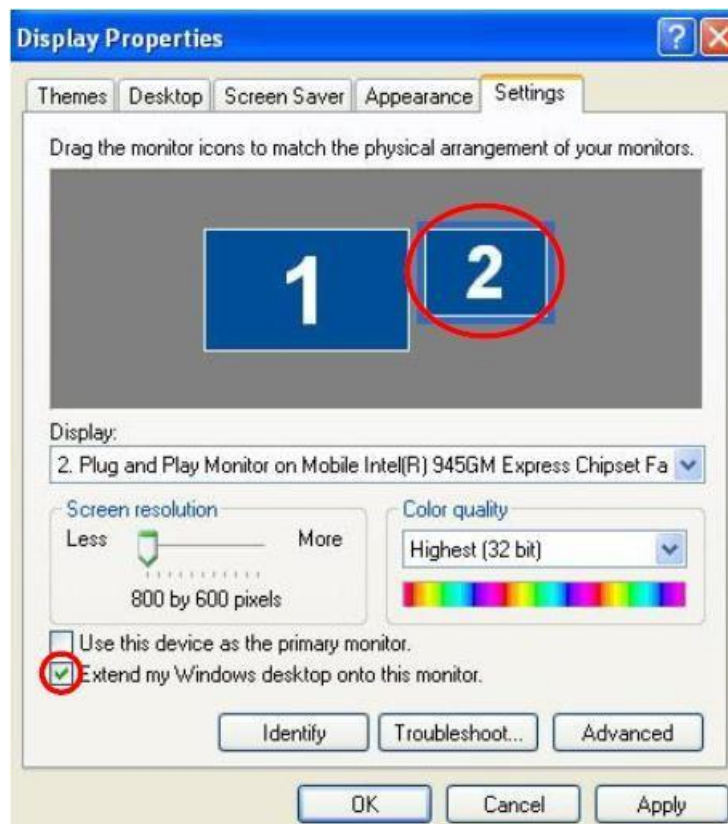 Display Properties
Themes Desktop Screen Saver Appearance Settings
Drag the monitor icons to match the physical arrangement of your monitors.
1 2
Display:
2. Plug and Play Monitor on Mobile Intel(R) 945GM Express Chipset Fa
Screen resolution
Less More
800 by 600 pixels
Color quality
Highest (32 bit)
Use this device as the primary monitor.
Extend my Windows desktop onto this monitor.
Identify Troubleshoot... Advanced
OK Cancel Apply